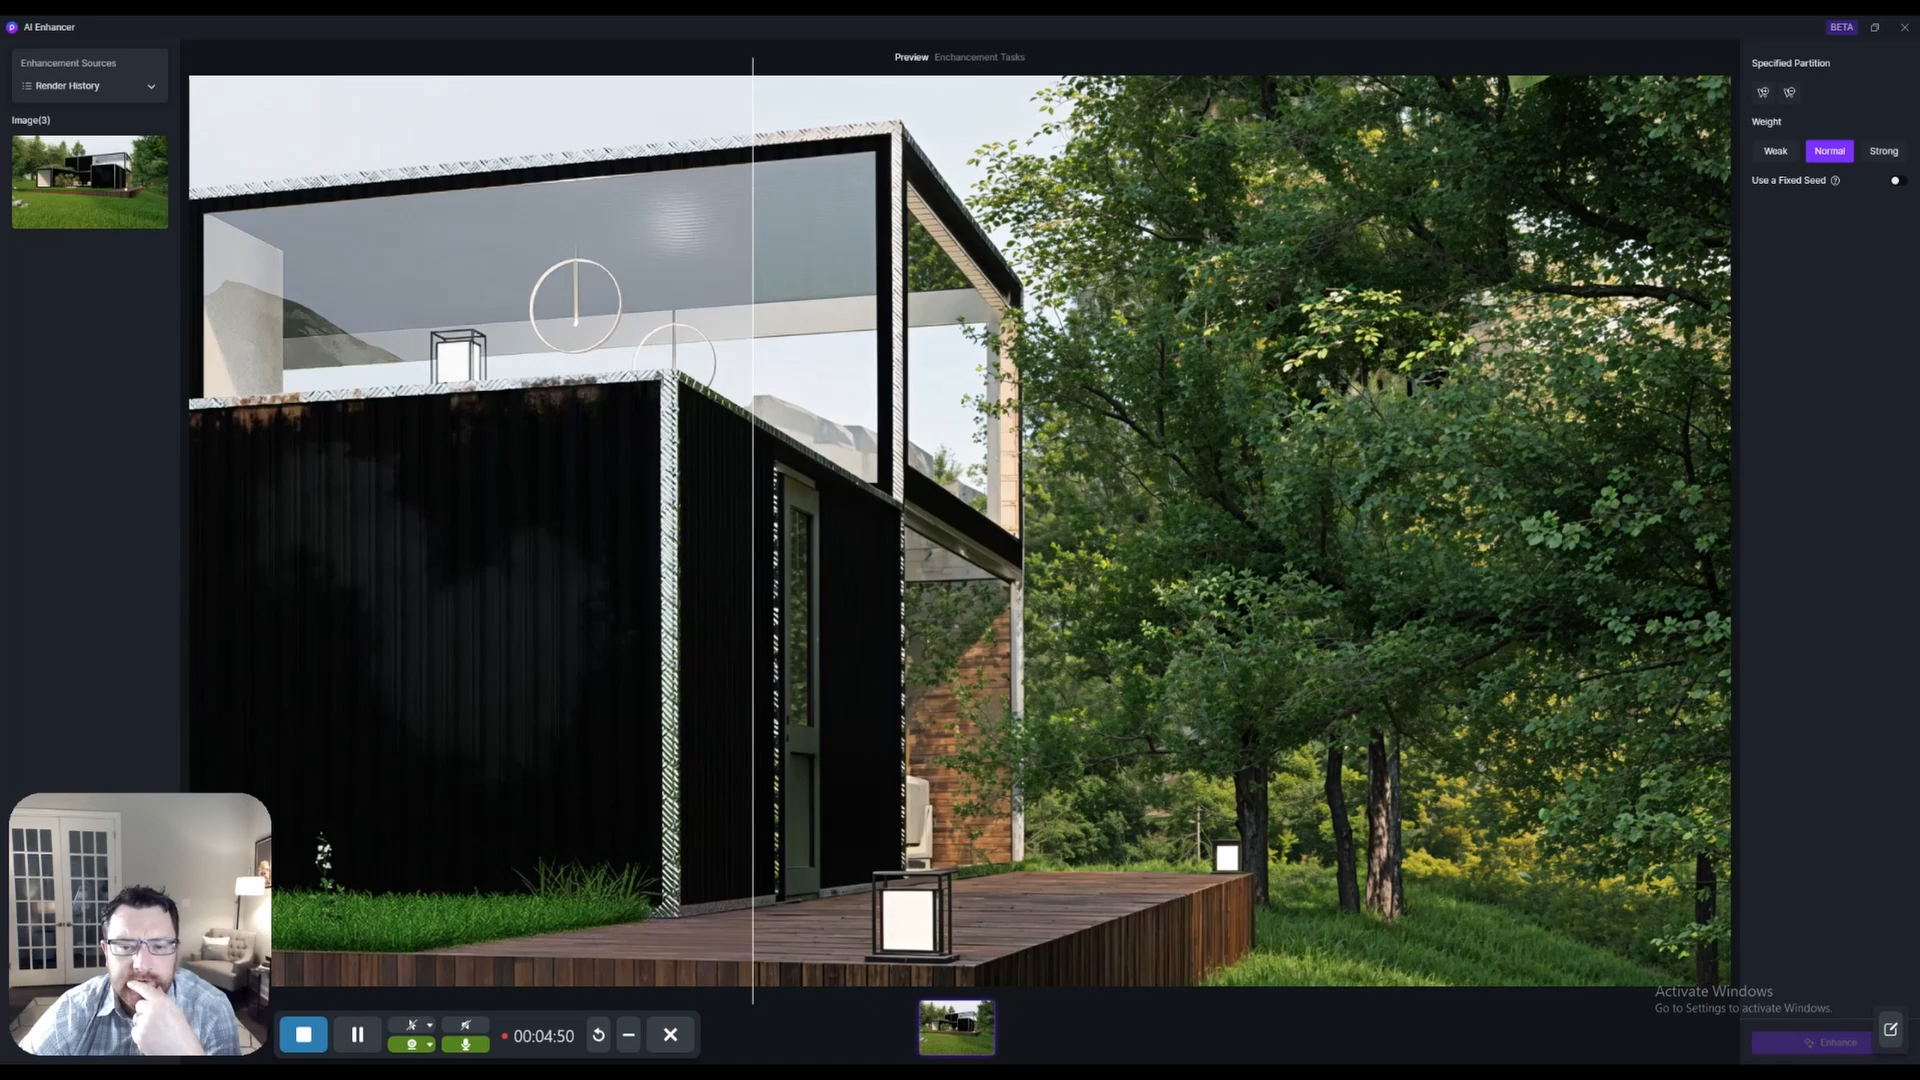 AI Enhancer
BETA
Enhancement Sources
Render History
Image(3)
Preview Enchancement Tasks
Specified Partition
Weight
Weak Normal Strong
Use a Fixed Seed
00:04:50
Activate Windows
Go to Settings to activate Windows.
Enhance